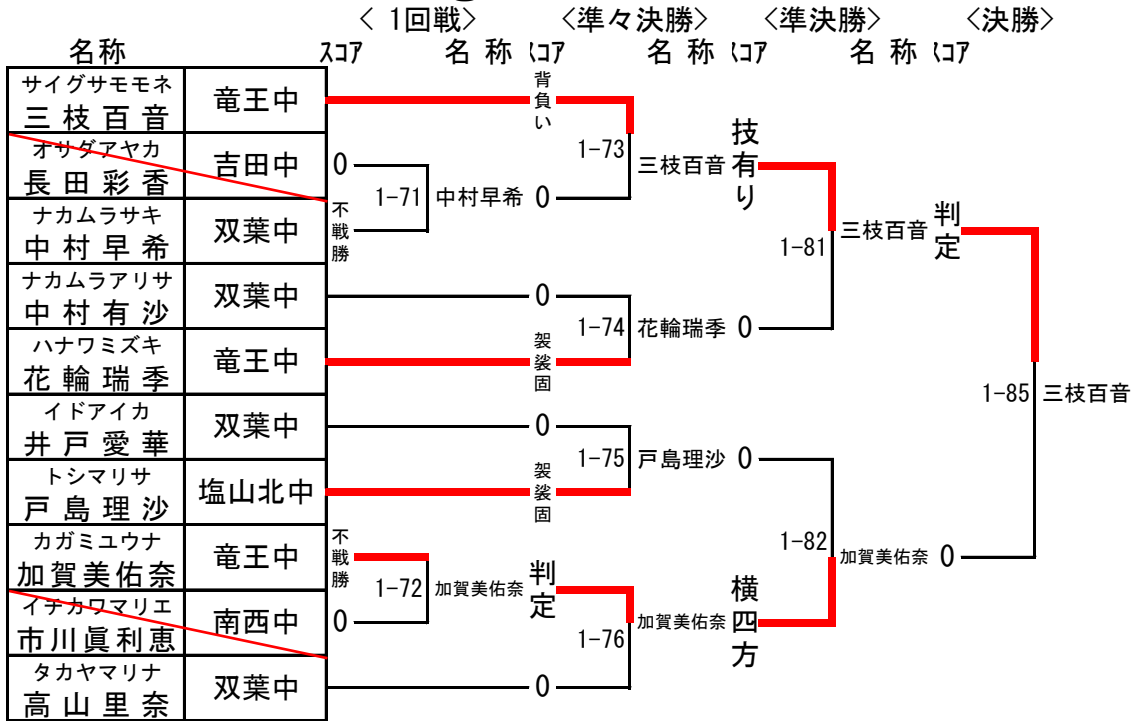 < 1回戦> <準々決勝> <準決勝> <決勝>
名称 スコア 名 称 スコア 名 称 スコア 名 称 スコア
サイグサモモネ
三枝百音 竜王中 背負い
1-73 三枝百音 技有り
オサダアヤカ
長田彩香 吉田中 0
1-71 中村早希 0
ナカムラサキ
中村早希 双葉中 不戦勝
1-81 三枝百音 判定
ナカムラアリサ
中村有沙 双葉中 0
1-74 花輪瑞季 0
ハナワミズキ
花輪瑞季 竜王中 袈裟固
1-85 三枝百音
イドアイカ
井戸愛華 双葉中 0
1-75 戸島理沙 0
トシマリサ
戸島理沙 塩山北中 袈裟固
1-82 加賀美佑奈 0
カガミユウナ
加賀美佑奈 竜王中 不戦勝
1-72 加賀美佑奈 判定
イチカワマリエ
市川眞利恵 南西中 0
1-76 加賀美佑奈 横四方
タカヤマリナ
高山里奈 双葉中 0